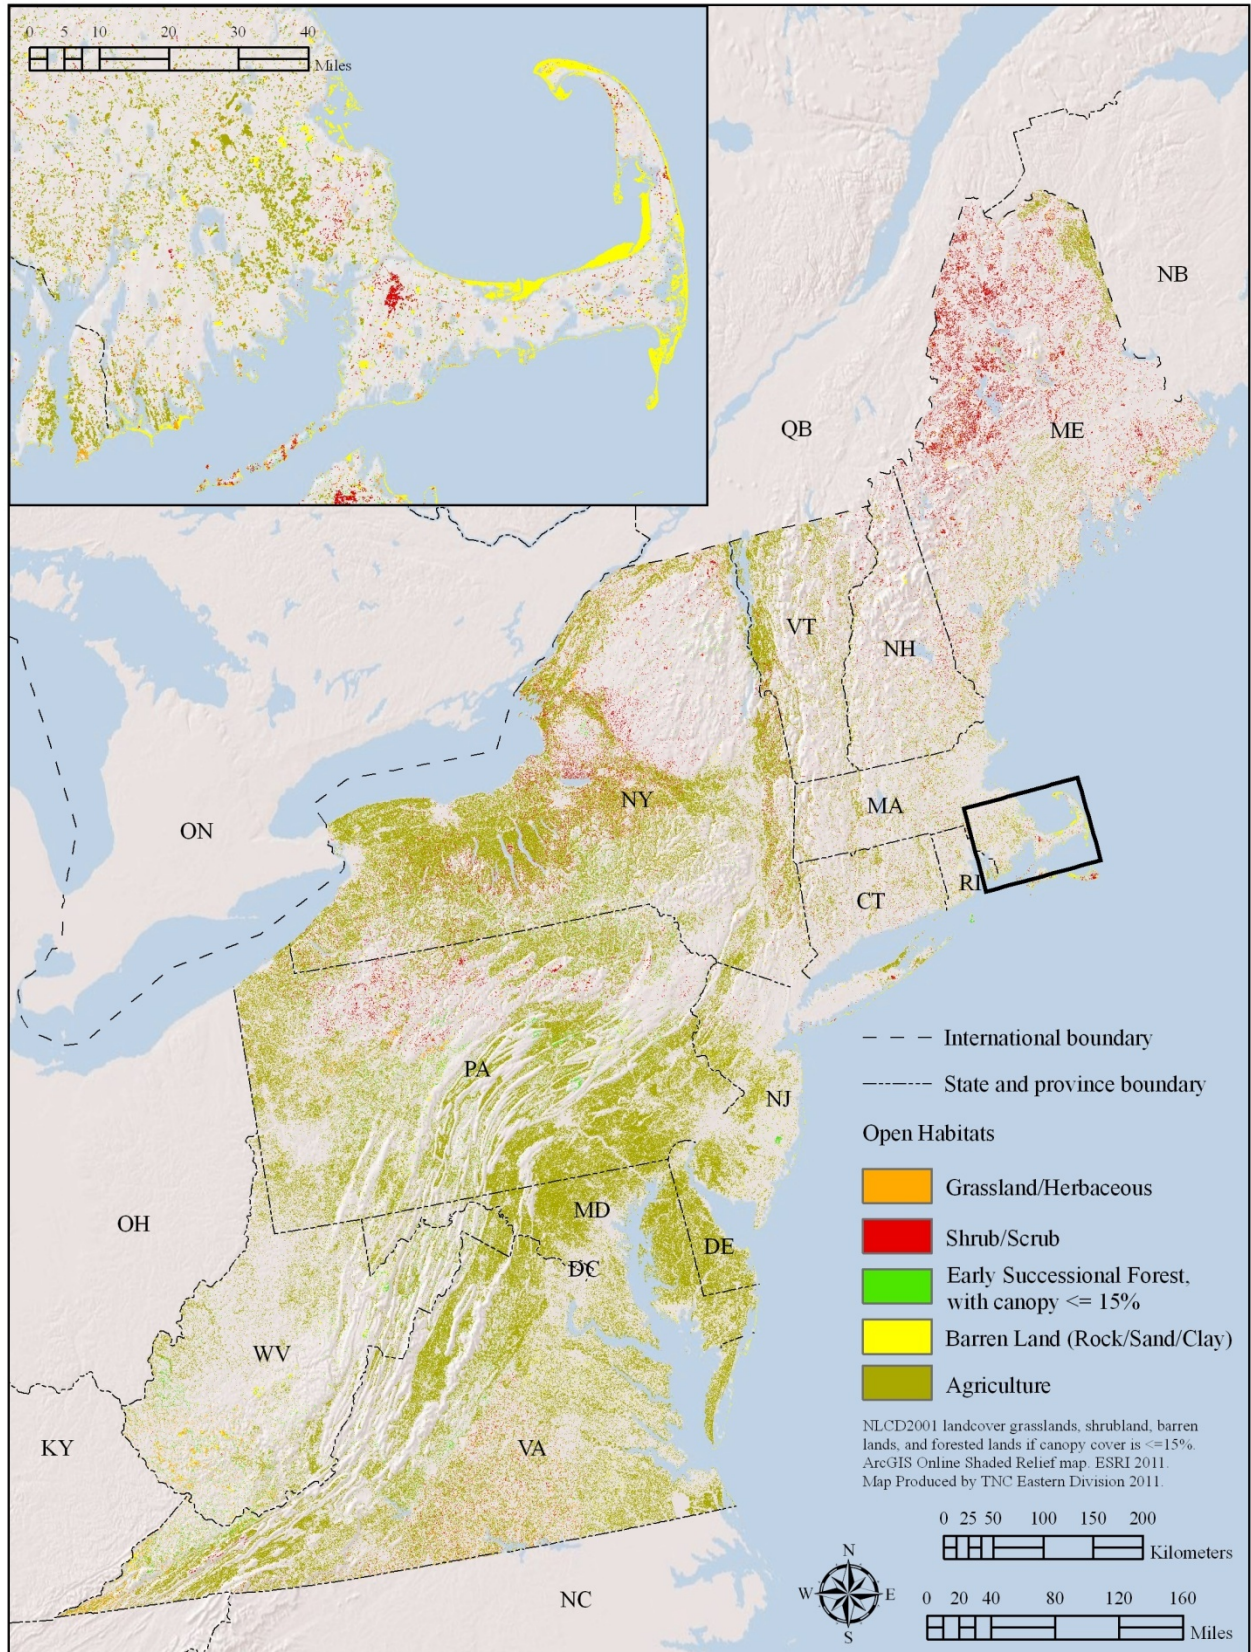 0 5 10 20 30 40
Miles
NB
QB
ME
VT
NH
NY
MA
ON
CT
RI
International boundary
PA
State and province boundary
NJ
Open Habitats
Grassland/Herbaceous
MD
OH
Shrub/Scrub
DE
DC
Early Successional Forest,
with canopy <= 15%
Barren Land (Rock/Sand/Clay)
WV
Agriculture
NLCD2001 landcover grasslands, shrubland, barren
lands, and forested lands if canopy cover is <=15%.
ArcGIS Online Shaded Relief map. ESRI 2011.
Map Produced by TNC Eastern Division 2011.
KY
VA
0 25 50 100 150 200
Kilometers
N
W E
S
NC
0 20 40 80 120 160
Miles